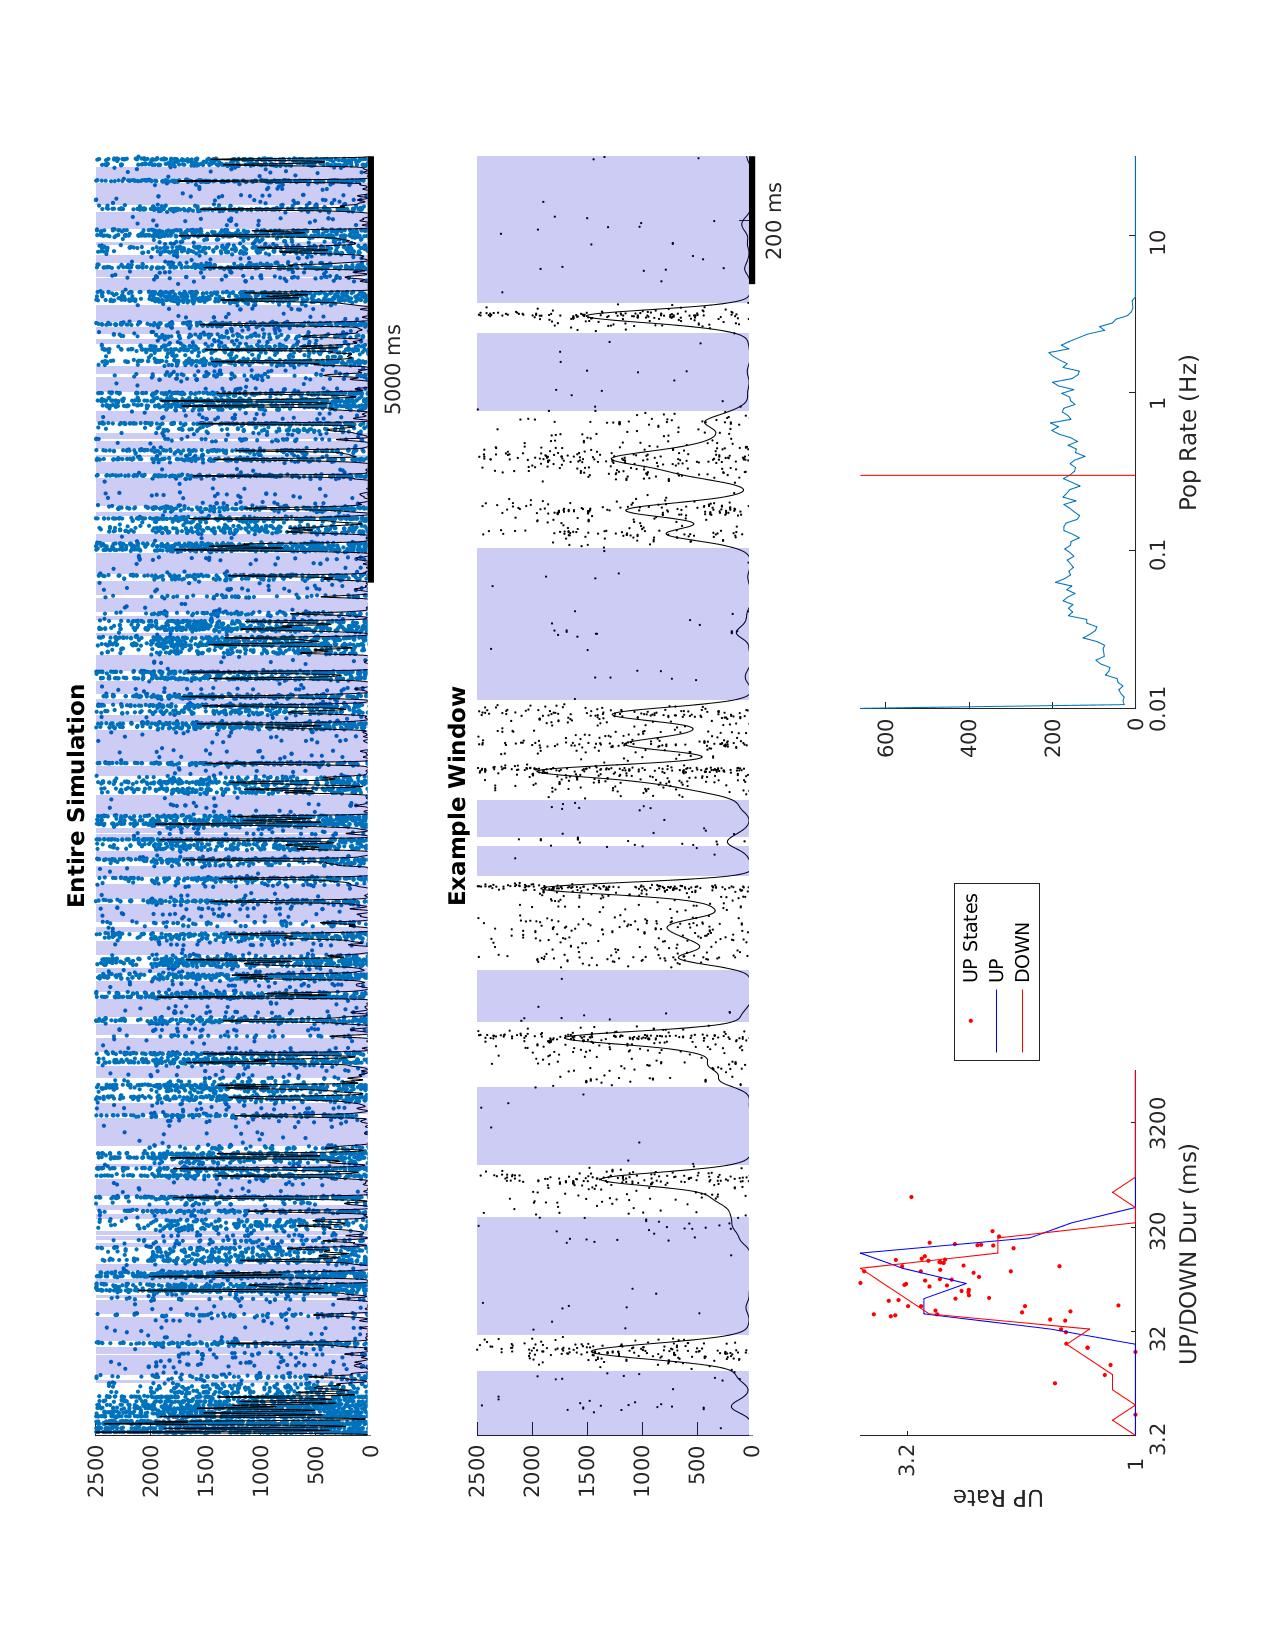 Entire Simulation
2500
2000
1500
1000
500
0
5000 ms
Example Window
2500
2000
1500
1000
500
0
200 ms
UP Rate
3.2
1
3.2 32 320 3200
UP/DOWN Dur (ms)
UP States
UP
DOWN
600
400
200
0
0.01 0.1 1 10
Pop Rate (Hz)